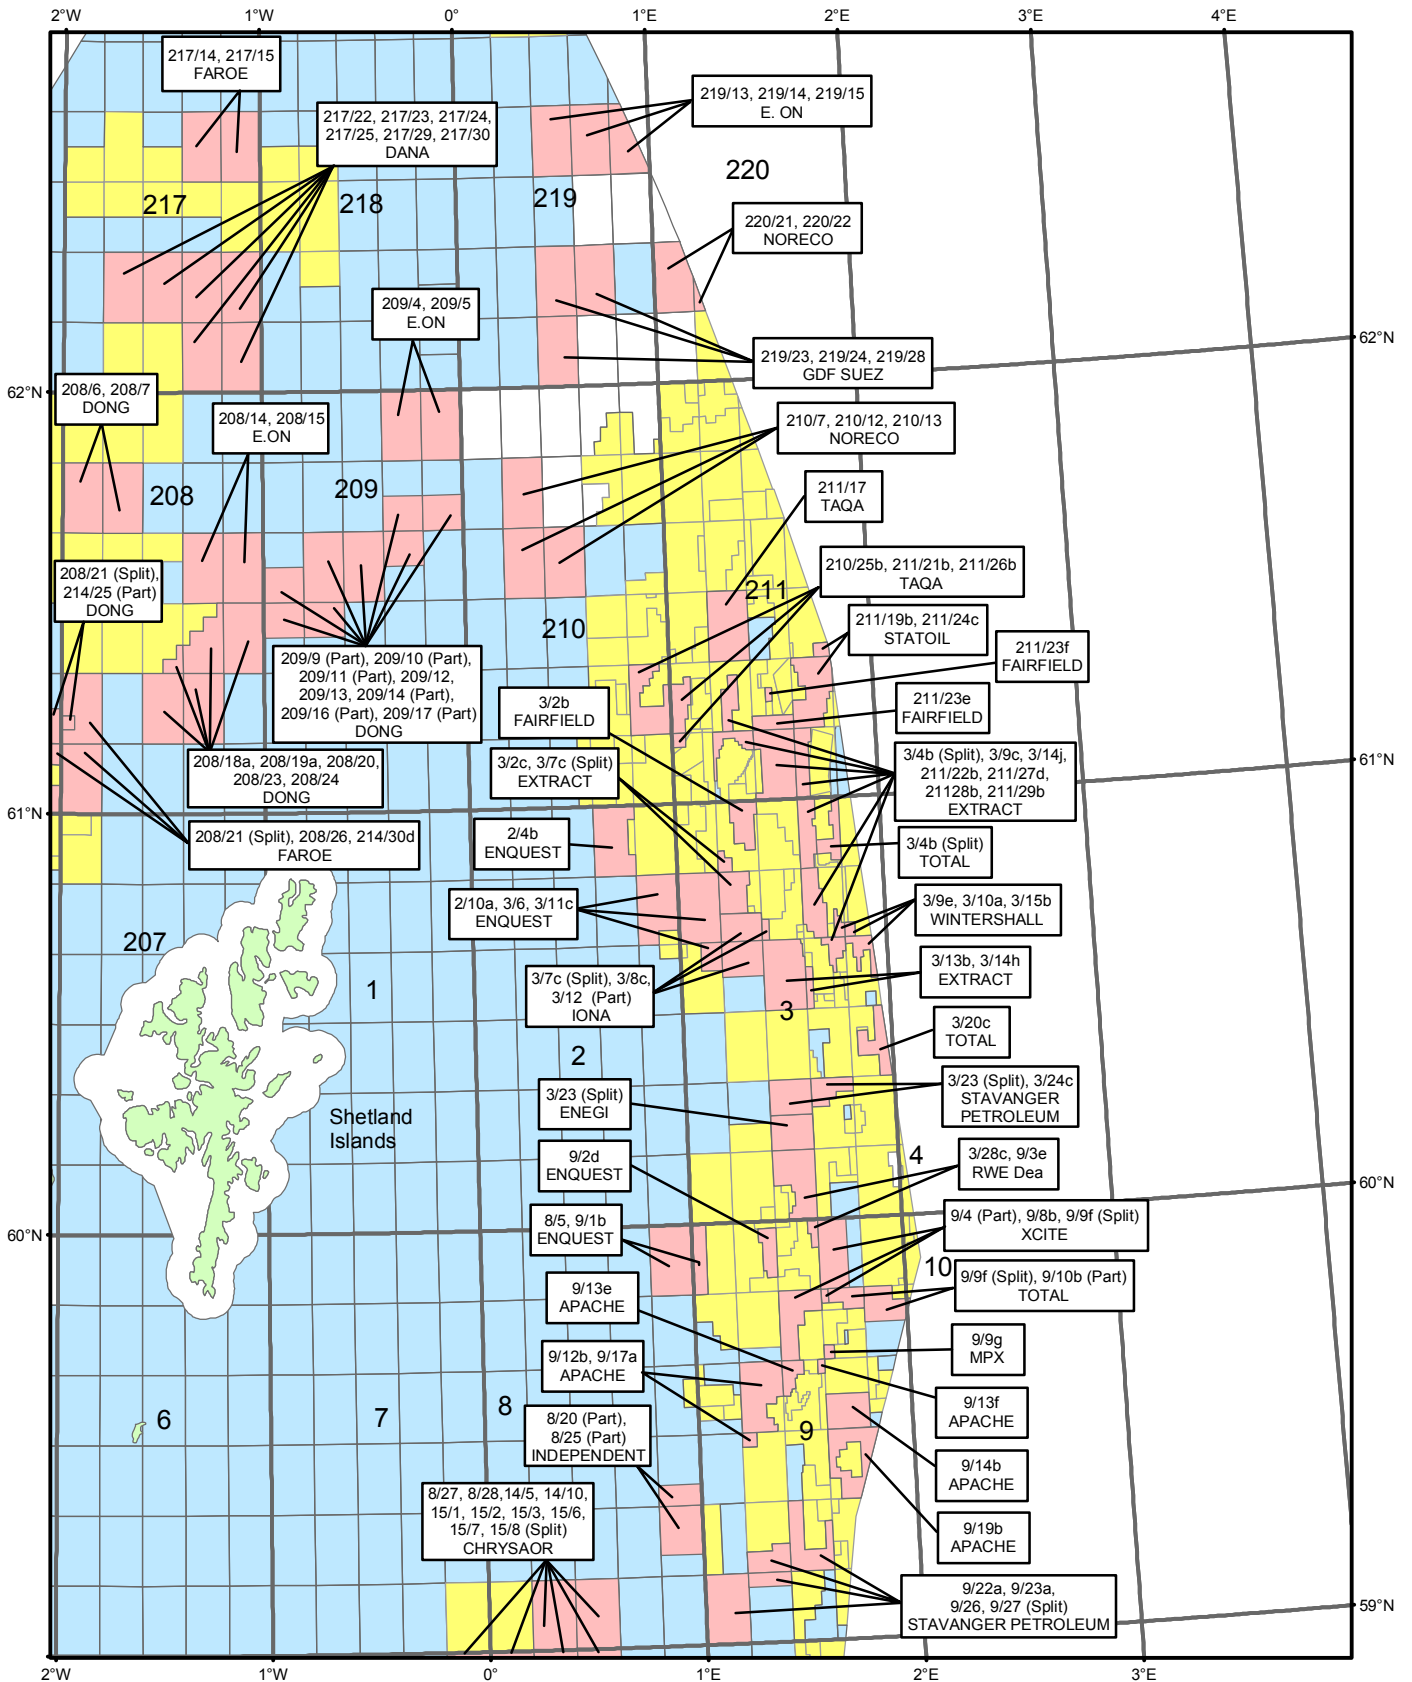 2°W
1°W
0°
1°E
2°E
3°E
4°E
217/14, 217/15
FAROE
217/22, 217/23, 217/24,
217/25, 217/29, 217/30
DANA
219/13, 219/14, 219/15
E. ON
220
217
218
219
220/21, 220/22
NORECO
209/4, 209/5
E.ON
62°N
219/23, 219/24, 219/28
GDF SUEZ
62°N
208/6, 208/7
DONG
208/14, 208/15
E.ON
210/7, 210/12, 210/13
NORECO
208
209
211/17
TAQA
208/21 (Split),
214/25 (Part)
DONG
210/25b, 211/21b, 211/26b
TAQA
211
210
211/19b, 211/24c
STATOIL
211/23f
FAIRFIELD
209/9 (Part), 209/10 (Part),
209/11 (Part), 209/12,
209/13, 209/14 (Part),
209/16 (Part), 209/17 (Part)
DONG
3/2b
FAIRFIELD
211/23e
FAIRFIELD
208/18a, 208/19a, 208/20,
208/23, 208/24
DONG
3/2c, 3/7c (Split)
EXTRACT
3/4b (Split), 3/9c, 3/14j,
211/22b, 211/27d,
21128b, 211/29b
EXTRACT
61°N
61°N
208/21 (Split), 208/26, 214/30d
FAROE
2/4b
ENQUEST
3/4b (Split)
TOTAL
2/10a, 3/6, 3/11c
ENQUEST
3/9e, 3/10a, 3/15b
WINTERSHALL
207
1
3/7c (Split), 3/8c,
3/12  (Part)
IONA
3/13b, 3/14h
EXTRACT
3
3/20c
TOTAL
2
3/23 (Split)
ENEGI
3/23 (Split), 3/24c
STAVANGER
PETROLEUM
Shetland
Islands
9/2d
ENQUEST
4
3/28c, 9/3e
RWE Dea
60°N
60°N
8/5, 9/1b
ENQUEST
9/4 (Part), 9/8b, 9/9f (Split)
XCITE
10
9/9f (Split), 9/10b (Part)
TOTAL
9/13e
APACHE
9/9g
MPX
9/12b, 9/17a
APACHE
9/13f
APACHE
6
7
8
9
8/20 (Part),
8/25 (Part)
INDEPENDENT
9/14b
APACHE
8/27, 8/28,14/5, 14/10,
15/1, 15/2, 15/3, 15/6,
15/7, 15/8 (Split)
CHRYSAOR
9/19b
APACHE
9/22a, 9/23a,
9/26, 9/27 (Split)
STAVANGER PETROLEUM
59°N
2°W
1°W
0°
1°E
2°E
3°E